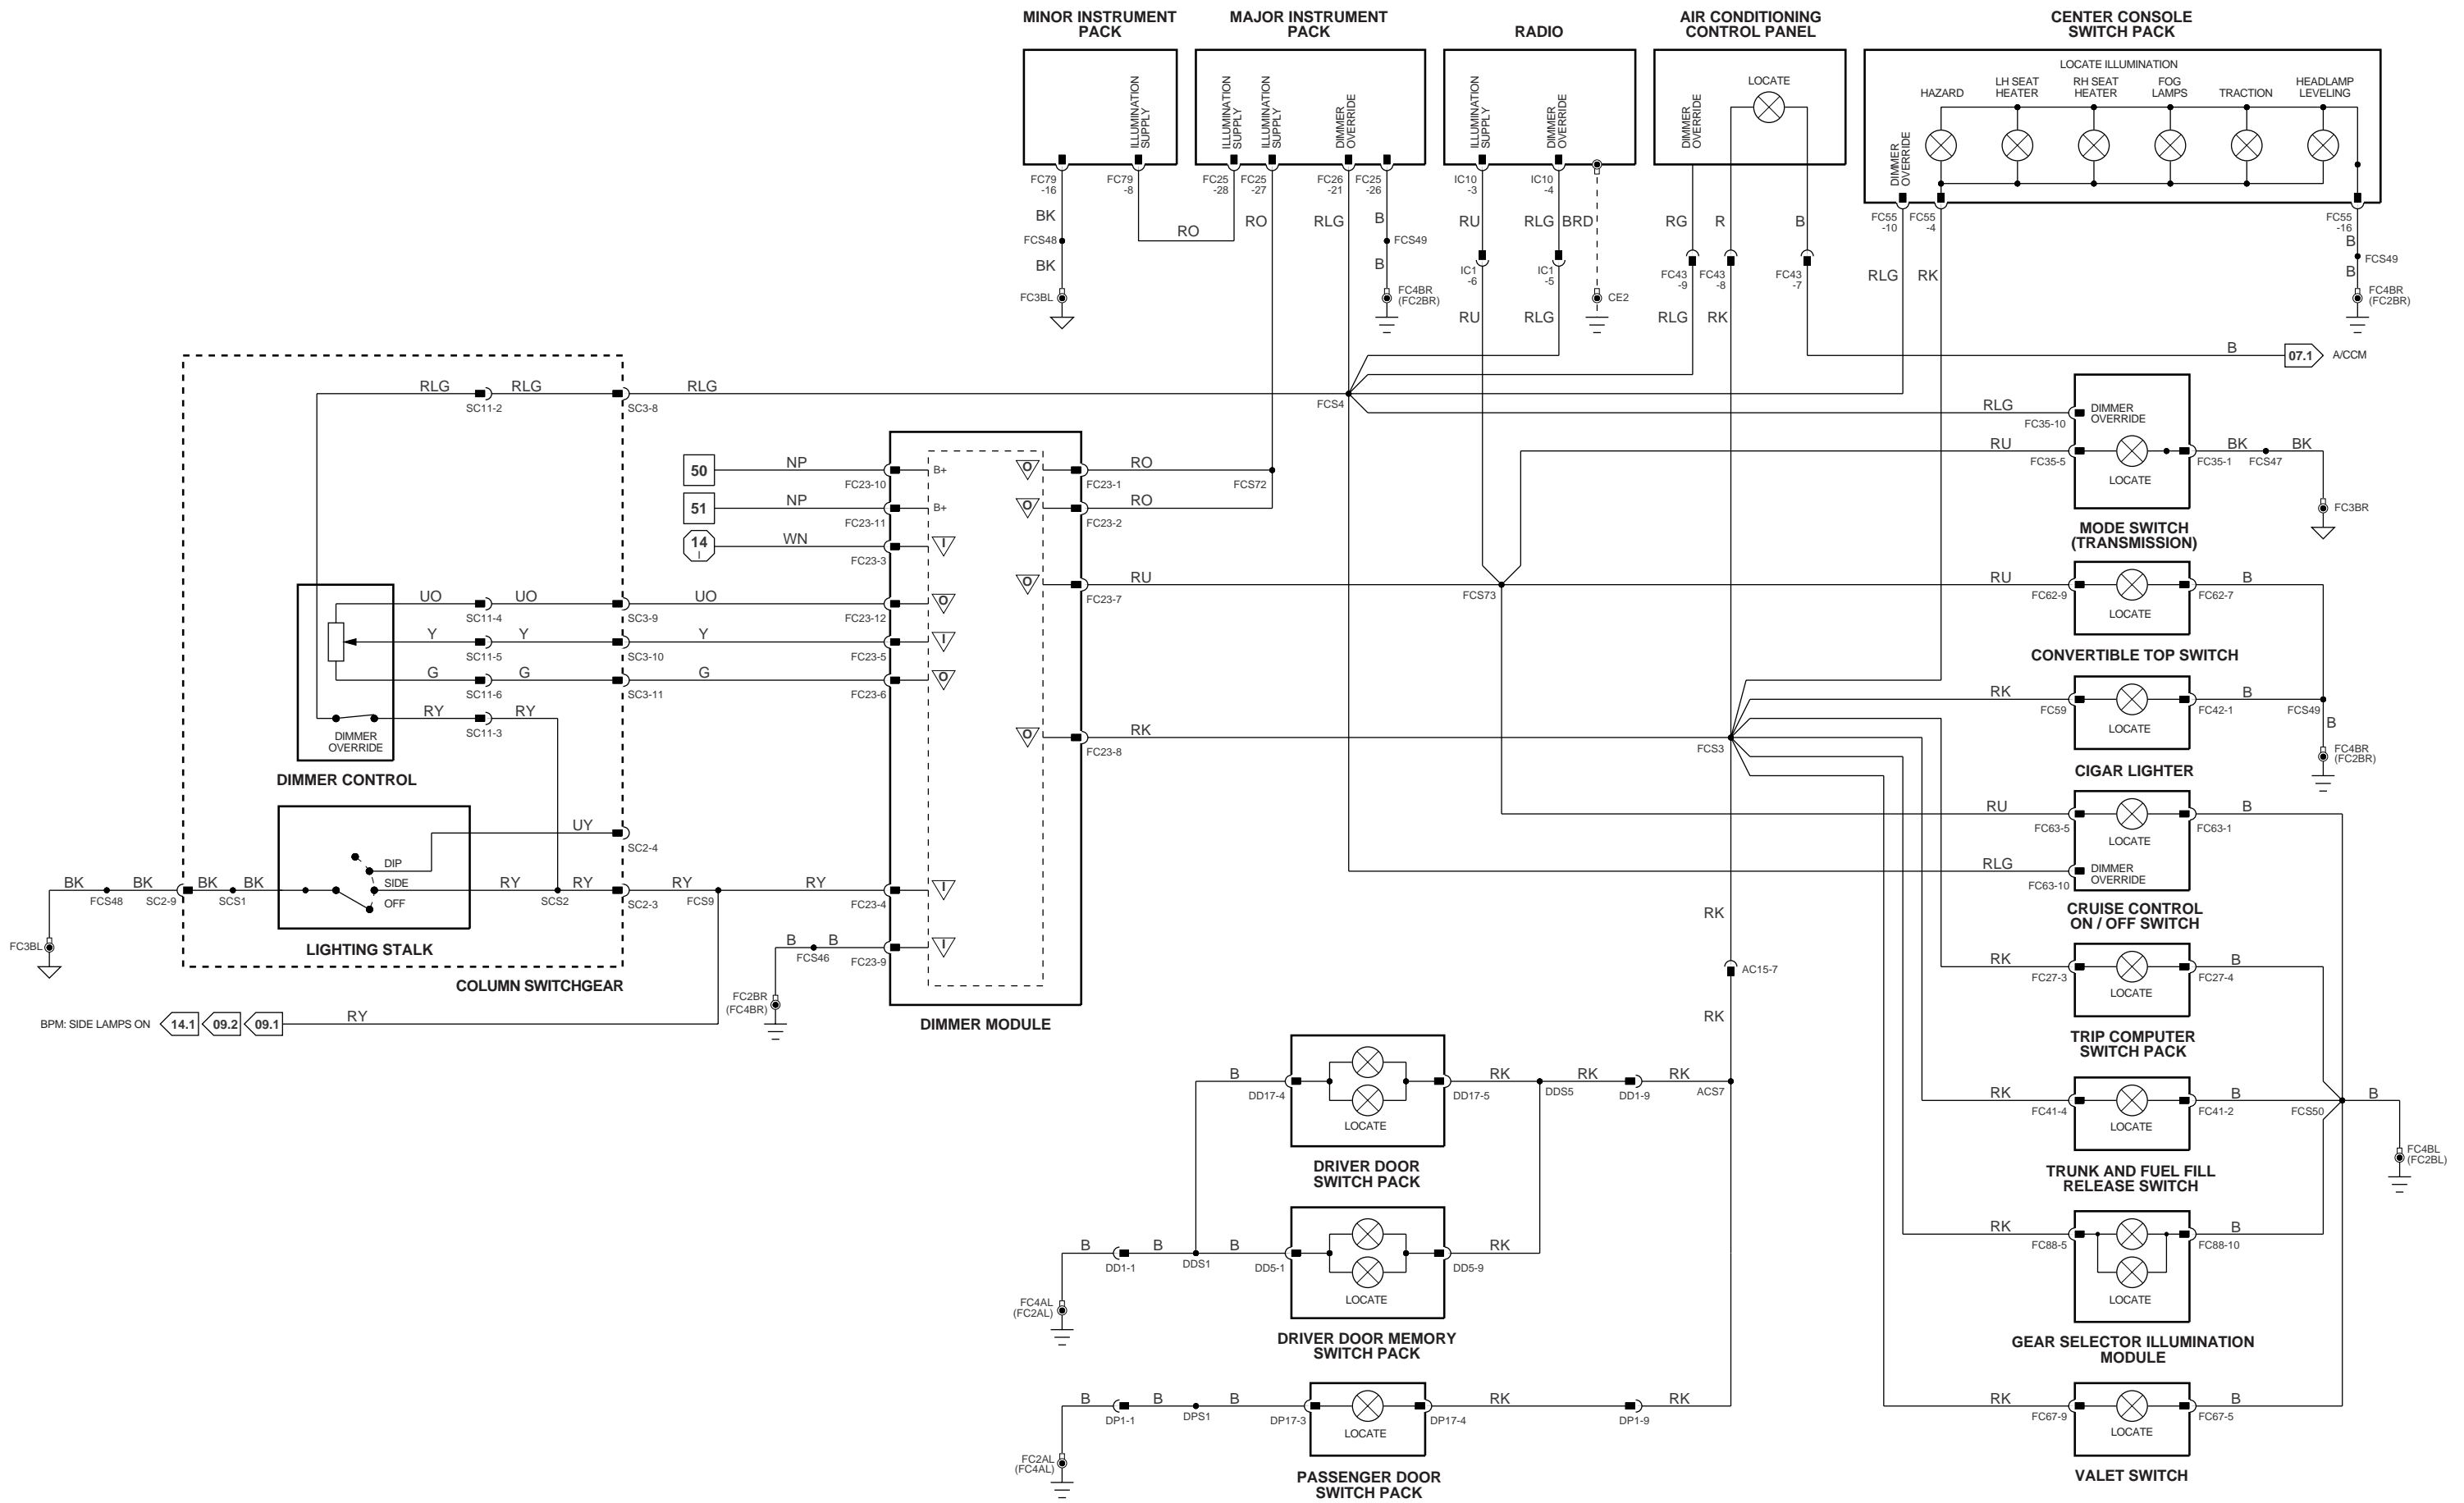 MINOR INSTRUMENT
PACK
MAJOR INSTRUMENT
PACK
RADIO
AIR CONDITIONING
CONTROL PANEL
CENTER CONSOLE
SWITCH PACK
ILLUMINATION
SUPPLY
ILLUMINATION
SUPPLY
ILLUMINATION
SUPPLY
DIMMER
OVERRIDE
ILLUMINATION
SUPPLY
DIMMER
OVERRIDE
DIMMER
OVERRIDE
LOCATE
LOCATE ILLUMINATION
HAZARD
LH SEAT
HEATER
RH SEAT
HEATER
FOG
LAMPS
TRACTION
HEADLAMP
LEVELING
DIMMER
OVERRIDE
FC79
-16
FC79
-8
FC25
-28
FC25
-27
FC26
-21
FC25
-26
IC10
-3
IC10
-4
FC55
-10
FC55
-4
FC55
-16
BK
FCS48
BK
FC3BL
RO
RO
RLG
B
FCS49
B
FC4BR
(FC2BR)
RU
RLG
BRD
IC1
-6
IC1
-5
CE2
RU
RLG
RG
R
B
FC43
-9
FC43
-8
FC43
-7
RLG
RK
RLG
RK
B
FCS49
B
FC4BR
(FC2BR)
B
07.1
A/CCM
RLG
SC11-2
RLG
SC3-8
RLG
FCS4
RLG
FC35-10
DIMMER
OVERRIDE
RU
FC35-5
LOCATE
FC35-1
BK
FCS47
BK
FC3BR
MODE SWITCH
(TRANSMISSION)
50
NP
FC23-10
B+
O
FC23-1
RO
FCS72
51
NP
FC23-11
B+
O
FC23-2
RO
14
I
WN
FC23-3
I
O
FC23-7
RU
FCS73
RU
FC62-9
LOCATE
FC62-7
B
CONVERTIBLE TOP SWITCH
UO
SC11-4
UO
SC3-9
UO
FC23-12
O
Y
SC11-5
Y
SC3-10
Y
FC23-5
I
G
SC11-6
G
SC3-11
G
FC23-6
O
RY
SC11-3
RY
DIMMER
OVERRIDE
DIMMER CONTROL
O
FC23-8
RK
FCS3
RK
FC59
LOCATE
FC42-1
B
FCS49
B
FC4BR
(FC2BR)
CIGAR LIGHTER
RU
FC63-5
LOCATE
FC63-1
B
RLG
FC63-10
DIMMER
OVERRIDE
CRUISE CONTROL
ON / OFF SWITCH
UY
SC2-4
DIP
SIDE
OFF
BK
FCS48
BK
SC2-9
BK
SCS1
BK
RY
SCS2
RY
SC2-3
RY
FCS9
RY
FC23-4
I
FC3BL
LIGHTING STALK
COLUMN SWITCHGEAR
B
FCS46
B
FC23-9
I
FC2BR
(FC4BR)
BPM: SIDE LAMPS ON
14.1
09.2
09.1
RY
DIMMER MODULE
RK
AC15-7
RK
RK
FC27-3
LOCATE
FC27-4
B
TRIP COMPUTER
SWITCH PACK
B
DD17-4
LOCATE
DD17-5
RK
DDS5
RK
DD1-9
RK
ACS7
DRIVER DOOR
SWITCH PACK
RK
FC41-4
LOCATE
FC41-2
B
FCS50
B
FC4BL
(FC2BL)
TRUNK AND FUEL FILL
RELEASE SWITCH
B
DD1-1
B
DDS1
B
DD5-1
LOCATE
DD5-9
RK
FC4AL
(FC2AL)
DRIVER DOOR MEMORY
SWITCH PACK
RK
FC88-5
LOCATE
FC88-10
B
GEAR SELECTOR ILLUMINATION
MODULE
B
DP1-1
B
DPS1
B
DP17-3
LOCATE
DP17-4
RK
DP1-9
RK
FC2AL
(FC4AL)
PASSENGER DOOR
SWITCH PACK
RK
FC67-9
LOCATE
FC67-5
B
VALET SWITCH